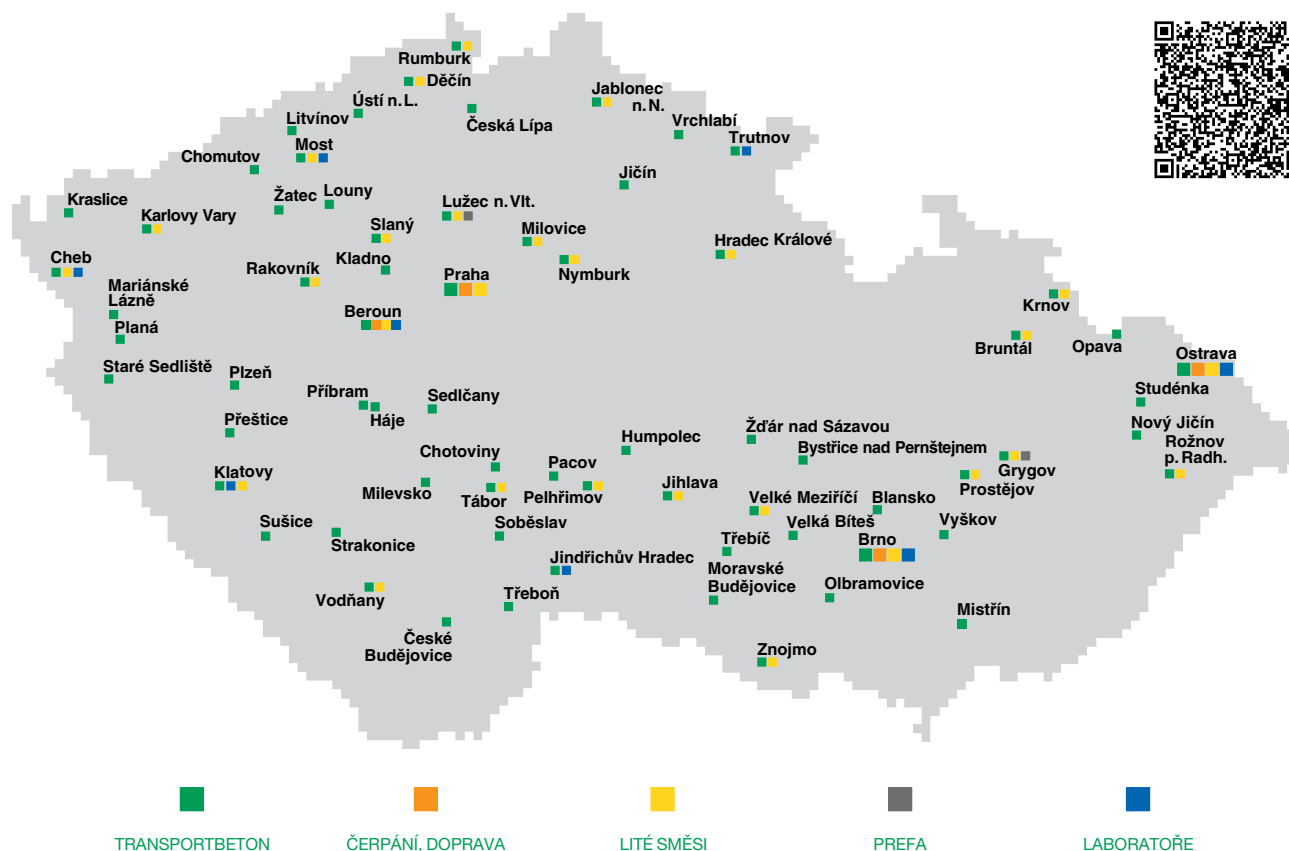 Rumburk
Děčín
Ústí n.L.
Česká Lípa
Jablonec
n.N.
Litvínov
Vrchlabí
Trutnov
Most
Chomutov
Jičín
Kraslice
Žatec
Louny
Lužec n.Vlt.
Karlovy Vary
Slaný
Milovice
Hradec Králové
Cheb
Rakovník
Kladno
Praha
Nymburk
Mariánské
Lázně
Beroun
Krnov
Planá
Bruntál
Opava
Ostrava
Staré Sedliště
Plzeň
Příbram
Háje
Sedlčany
Studénka
Přeštice
Humpolec
Žďár nad Sázavou
Bystřice nad Pernštejnem
Nový Jičín
Rožnov
p. Radh.
Chotoviny
Pacov
Klatovy
Grygov
Milevsko
Tábor
Pelhřimov
Jihlava
Prostějov
Velké Meziříčí
Blansko
Sušice
Strakonice
Soběslav
Velká Bíteš
Vyškov
Třebíč
Brno
Jindřichův Hradec
Moravské
Budějovice
Olbramovice
Vodňany
Třeboň
Mistřín
České
Budějovice
Znojmo
TRANSPORTBETON
ČERPÁNÍ, DOPRAVA
LITÉ SMĚSI
PREFA
LABORATOŘE